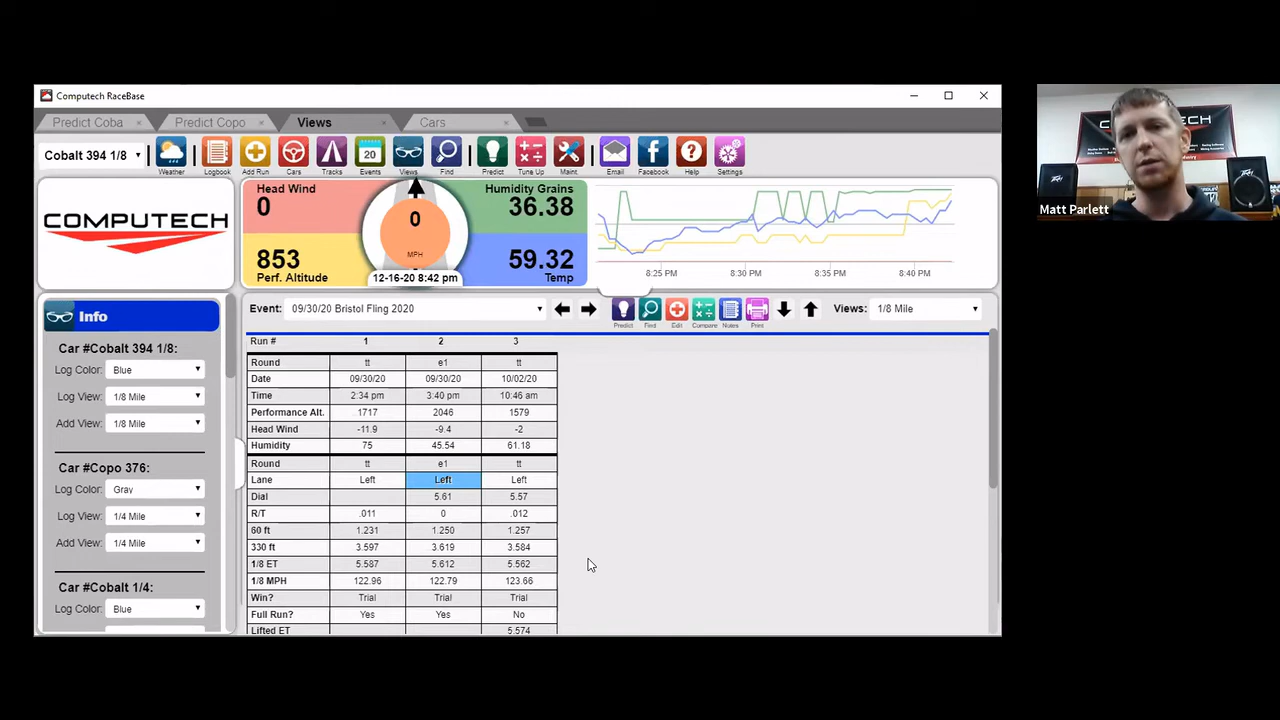 Computech RaceBase
Predict Coba × Predict Copo × Views × Cars ×
Cobalt 394 1/8
Weather Logbook Add Run Cars Tracks Events Views Find Predict Tune Up Maint. Email Facebook Help Settings
20
COMPUTECH
Head Wind
0
Humidity Grains
36.38
0
MPH
853
Perf. Altitude
59.32
Temp
12-16-20 8:42 pm
8:25 PM 8:30 PM 8:35 PM 8:40 PM
Matt Parlett
PEAVEY
Info
Car #Cobalt 394 1/8:
Log Color: Blue
Log View: 1/8 Mile
Add View: 1/8 Mile
Car #Copo 376:
Log Color: Gray
Log View: 1/4 Mile
Add View: 1/4 Mile
Car #Cobalt 1/4:
Log Color: Blue
Event: 09/30/20 Bristol Fling 2020
Predict Find Edit Compare Notes Print
Views: 1/8 Mile
Run # 1 2 3
Round tt e1 tt
Date 09/30/20 09/30/20 10/02/20
Time 2:34 pm 3:40 pm 10:46 am
Performance Alt. 1717 2046 1579
Head Wind -11.9 -9.4 -2
Humidity 75 45.54 61.18
Round tt e1 tt
Lane Left Left Left
Dial 5.61 5.57
R/T .011 0 .012
60 ft 1.231 1.250 1.257
330 ft 3.597 3.619 3.584
1/8 ET 5.587 5.612 5.562
1/8 MPH 122.96 122.79 123.66
Win? Trial Trial Trial
Full Run? Yes Yes No
Lifted ET 5.574